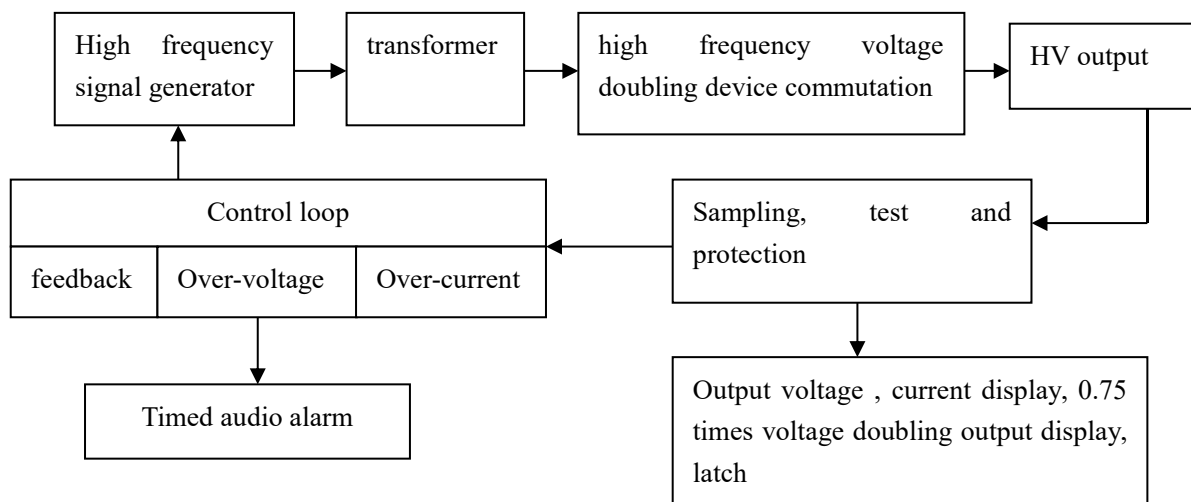 High frequency
signal generator
transformer
high frequency voltage
doubling device commutation
HV output
Control loop
feedback
Over-voltage
Over-current
Sampling, test and
protection
Timed audio alarm
Output voltage , current display, 0.75
times voltage doubling output display,
latch